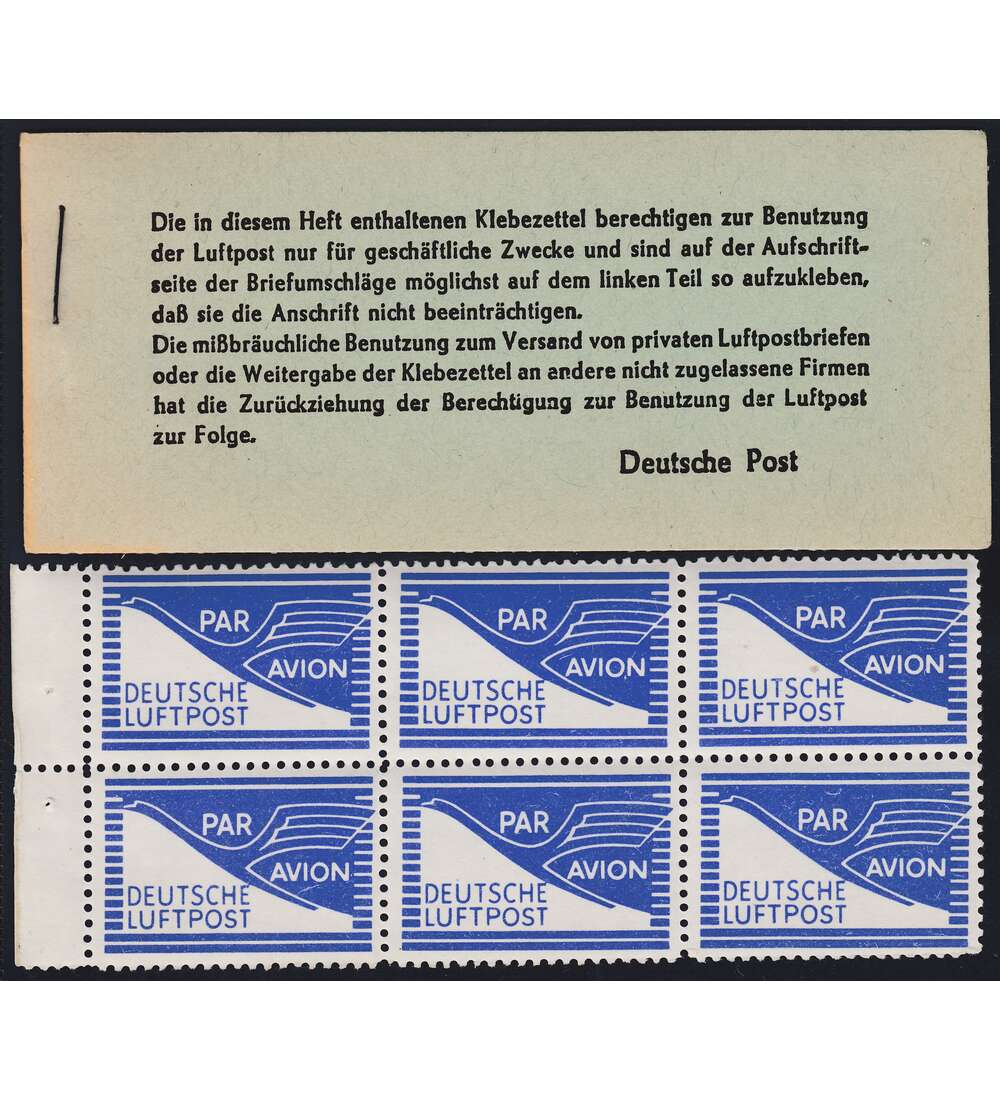 Die in diesem Heft enthaltenen Klebezettel berechtigen zur Benutzung
der Luftpost nur für geschäftliche Zwecke und sind auf der Aufschrift-
seite der Briefumschläge möglichst auf dem linken Teil so aufzukleben,
daß sie die Anschrift nicht beeinträchtigen.
Die mißbräuchliche Benutzung zum Versand von privaten Luftpostbriefen
oder die Weitergabe der Klebezettel an andere nicht zugelassene Firmen
hat die Zurückziehung der Berechtigung zur Benutzung der Luftpost
zur Folge.
Deutsche Post
PAR
AVION
DEUTSCHE
LUFTPOST
PAR
AVION
DEUTSCHE
LUFTPOST
PAR
AVION
DEUTSCHE
LUFTPOST
PAR
AVION
DEUTSCHE
LUFTPOST
PAR
AVION
DEUTSCHE
LUFTPOST
PAR
AVION
DEUTSCHE
LUFTPOST